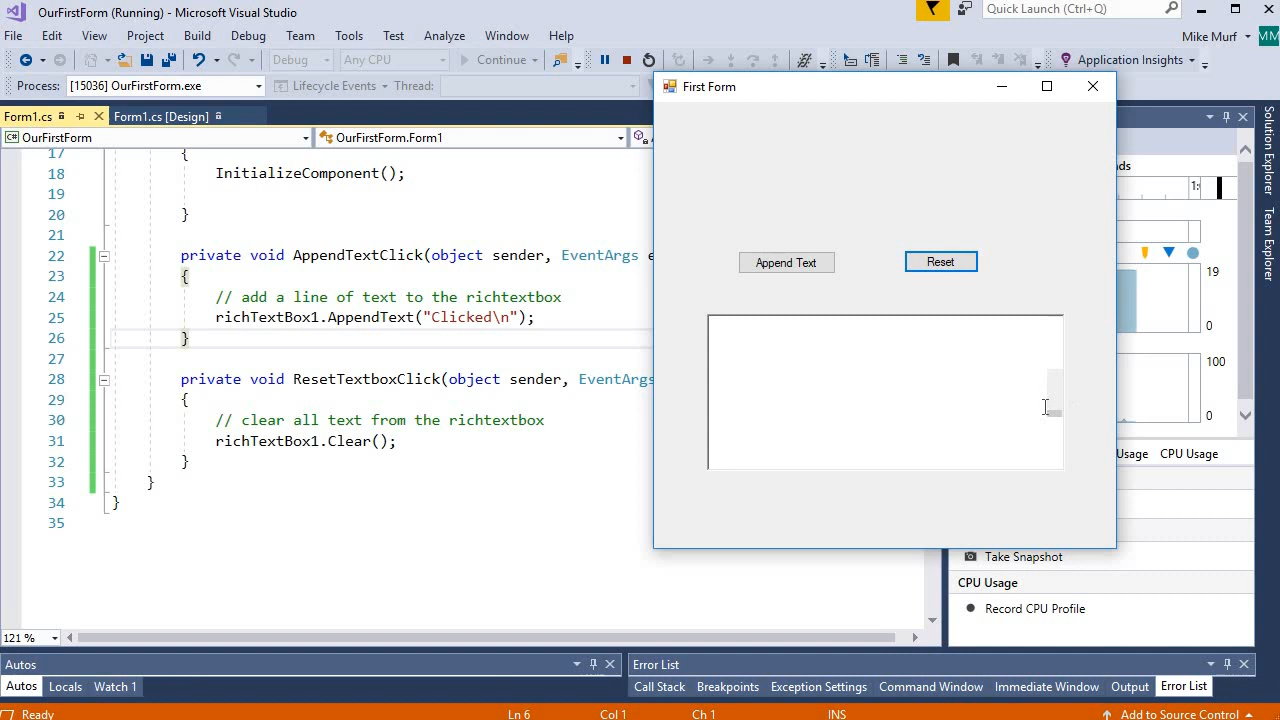 OurFirstForm (Running) - Microsoft Visual Studio
Quick Launch (Ctrl+Q)
File Edit View Project Build Debug Team Tools Test Analyze Window Help
Mike Murf MM
Debug Any CPU Continue Application Insights
Process: [15036] OurFirstForm.exe Lifecycle Events Thread:
First Form
Form1.cs Form1.cs [Design]
C# OurFirstForm OurFirstForm.Form1
17 {
18 InitializeComponent();
19
20 }
21
22 private void AppendTextClick(object sender, EventArgs e
23 {
24 // add a line of text to the richtextbox
25 richTextBox1.AppendText("Clicked\n");
26 }
27
28 private void ResetTextboxClick(object sender, EventArgs
29 {
30 // clear all text from the richtextbox
31 richTextBox1.Clear();
32 }
33 }
34 }
35
Append Text Reset
nds
19
0
100
0
Usage CPU Usage
Take Snapshot
CPU Usage
Record CPU Profile
Solution Explorer
Team Explorer
121 %
Autos
Error List
Autos Locals Watch 1
Call Stack Breakpoints Exception Settings Command Window Immediate Window Output Error List
Ready Ln 6 Col 1 Ch 1 INS Add to Source Control